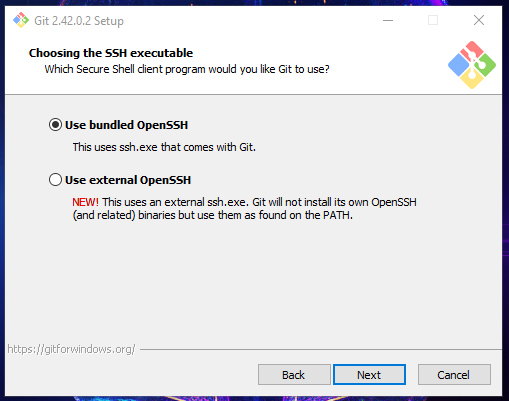 Git 2.42.0.2 Setup
Choosing the SSH executable
Which Secure Shell client program would you like Git to use?
Use bundled OpenSSH
This uses ssh.exe that comes with Git.
Use external OpenSSH
NEW! This uses an external ssh.exe. Git will not install its own OpenSSH
(and related) binaries but use them as found on the PATH.
https://gitforwindows.org/
Back
Next
Cancel